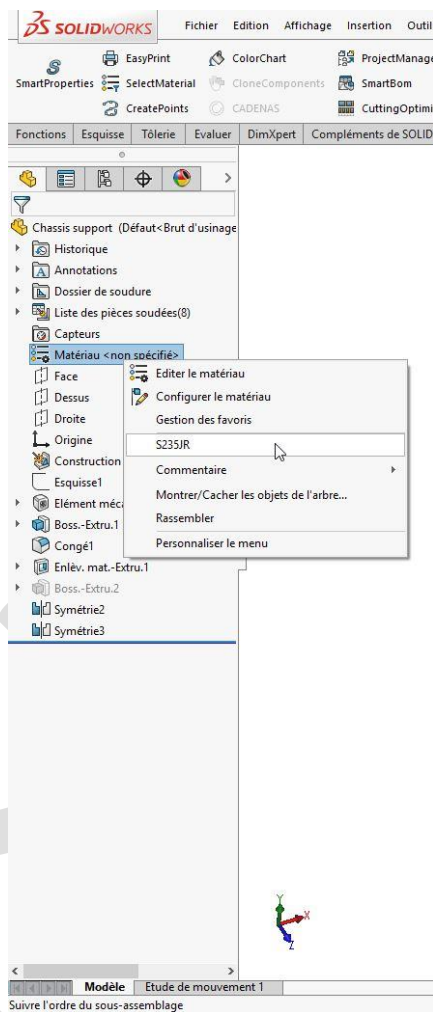 SOLIDWORKS Fichier Edition Affichage Insertion Outil
EasyPrint ColorChart ProjectManage
SmartProperties SelectMaterial CloneComponents SmartBom
CreatePoints CADENAS CuttingOptimi
Fonctions Esquisse Tôlerie Evaluer DimXpert Compléments de SOLID
Chassis support (Défaut<Brut d'usinage
Historique
Annotations
Dossier de soudure
Liste des pièces soudées(8)
Capteurs
Matériau <non spécifié>
Face
Dessus
Droite
Origine
Construction
Esquisse1
Elément méca
Boss.-Extru.1
Congé1
Enlèv. mat.-Extru.1
Boss.-Extru.2
Symétrie2
Symétrie3
Editer le matériau
Configurer le matériau
Gestion des favoris
S235JR
Commentaire
Montrer/Cacher les objets de l'arbre...
Rassembler
Personnaliser le menu
Y
X
Z
Modèle Etude de mouvement 1
Suivre l'ordre du sous-assemblage